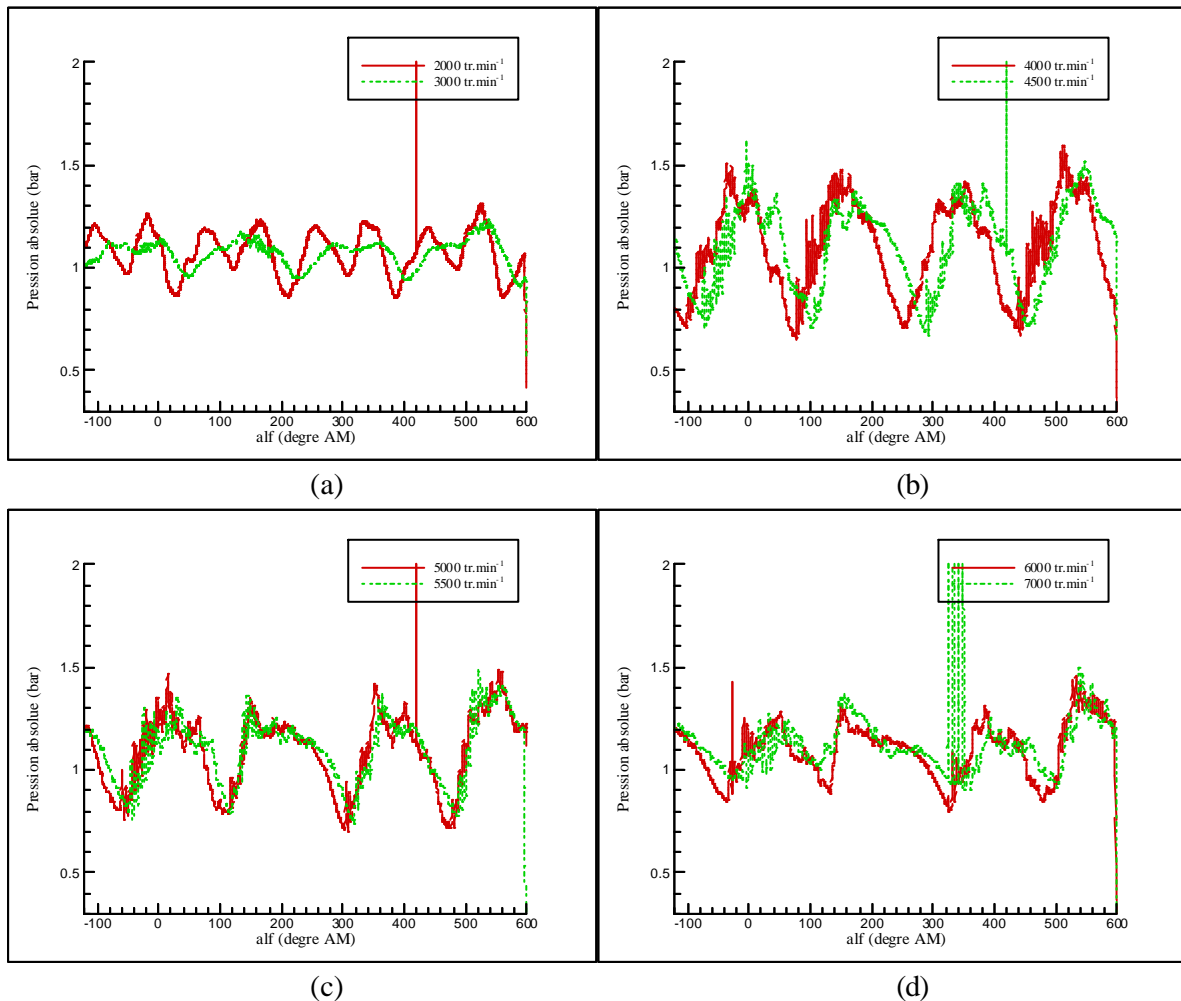 2000 tr.min⁻¹
3000 tr.min⁻¹
Pression absolue (bar)
2
1.5
1
0.5
-100 0 100 200 300 400 500 600
alf (degre AM)
(a)
4000 tr.min⁻¹
4500 tr.min⁻¹
Pression absolue (bar)
2
1.5
1
0.5
-100 0 100 200 300 400 500 600
alf (degre AM)
(b)
5000 tr.min⁻¹
5500 tr.min⁻¹
Pression absolue (bar)
2
1.5
1
0.5
-100 0 100 200 300 400 500 600
alf (degre AM)
(c)
6000 tr.min⁻¹
7000 tr.min⁻¹
Pression absolue (bar)
2
1.5
1
0.5
-100 0 100 200 300 400 500 600
alf (degre AM)
(d)